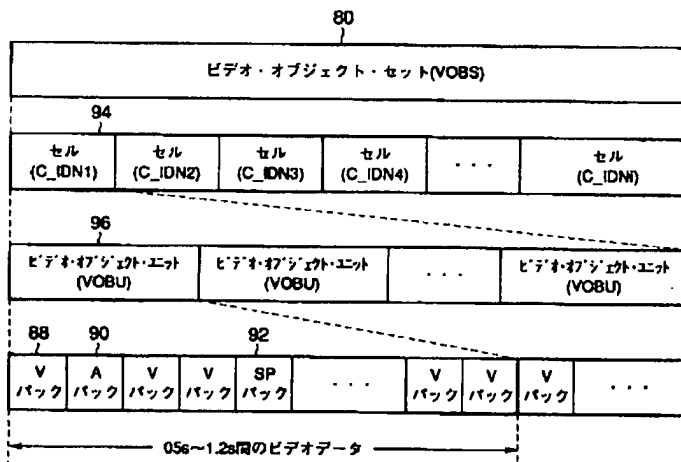 80
ビデオ・オブジェクト・セット(VOBS)
94
セル セル セル セル セル
(C_IDN1) (C_IDN2) (C_IDN3) (C_IDN4) ・・・ (C_IDNi)
96
ビデオ・オブジェクト・ユニット ビデオ・オブジェクト・ユニット ビデオ・オブジェクト・ユニット
(VOBU) (VOBU) ・・・ (VOBU)
88 90 92
V A V V SP V V V
パック パック パック パック パック ・・・ パック パック パック ・・・
05s〜1.2s間のビデオデータ